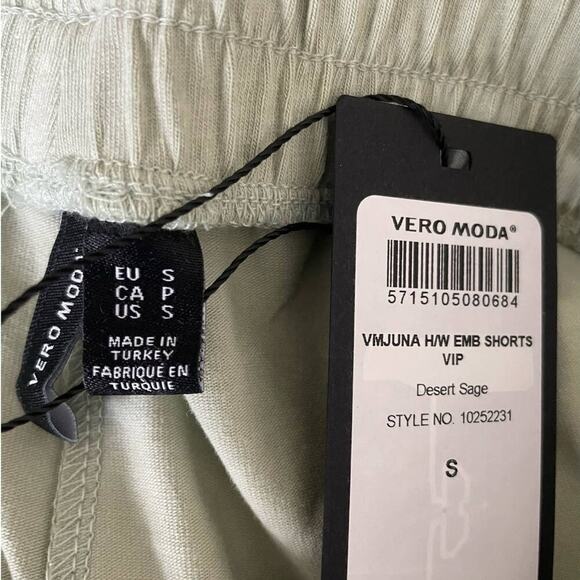 VERO MODA
EU S
CA P
US S
MADE IN
TURKEY
FABRIQUÉ EN
TURQUIE
VERO MODA®
5715105080684
VMJUNA H/W EMB SHORTS
VIP
Desert Sage
STYLE NO. 10252231
S